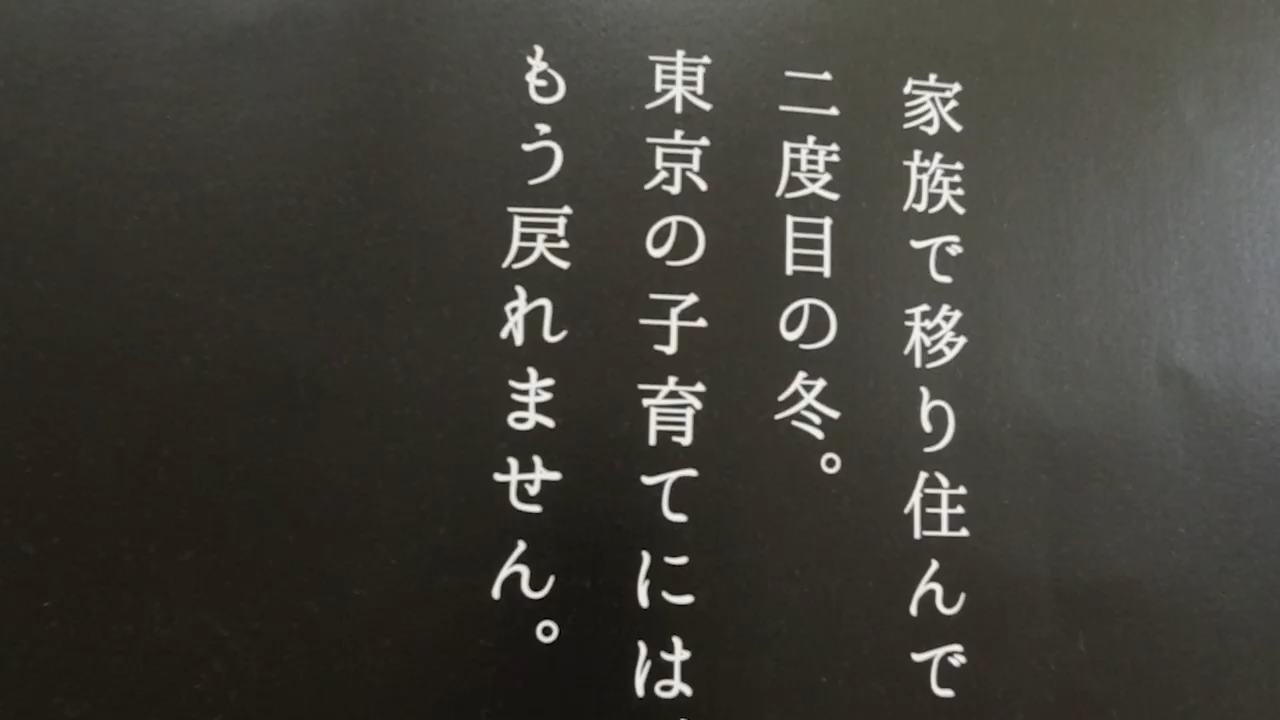 家族で移り住んで
二度目の冬。
東京の子育てには
もう戻れません。